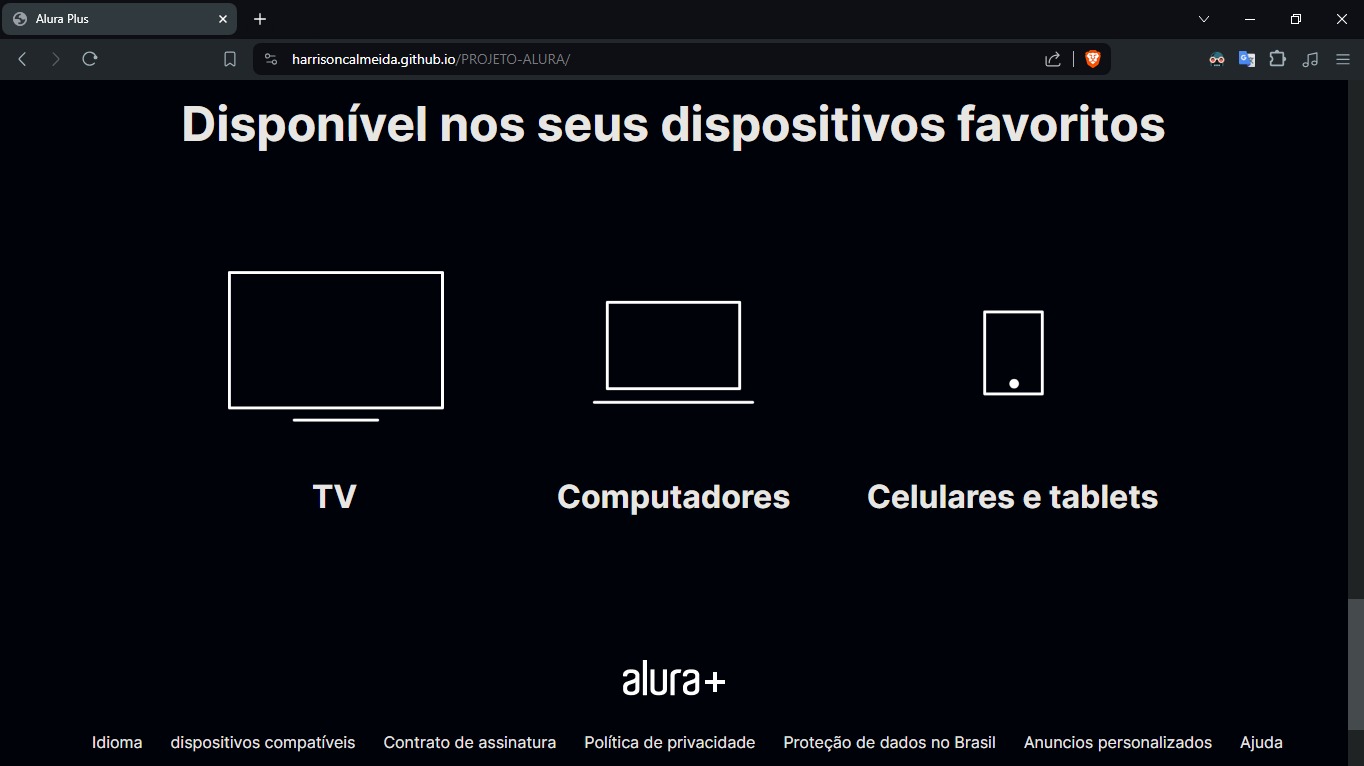 Alura Plus
harrisoncalmeida.github.io/PROJETO-ALURA/
Disponível nos seus dispositivos favoritos
TV Computadores Celulares e tablets
alura+
Idioma dispositivos compatíveis Contrato de assinatura Política de privacidade Proteção de dados no Brasil Anuncios personalizados Ajuda